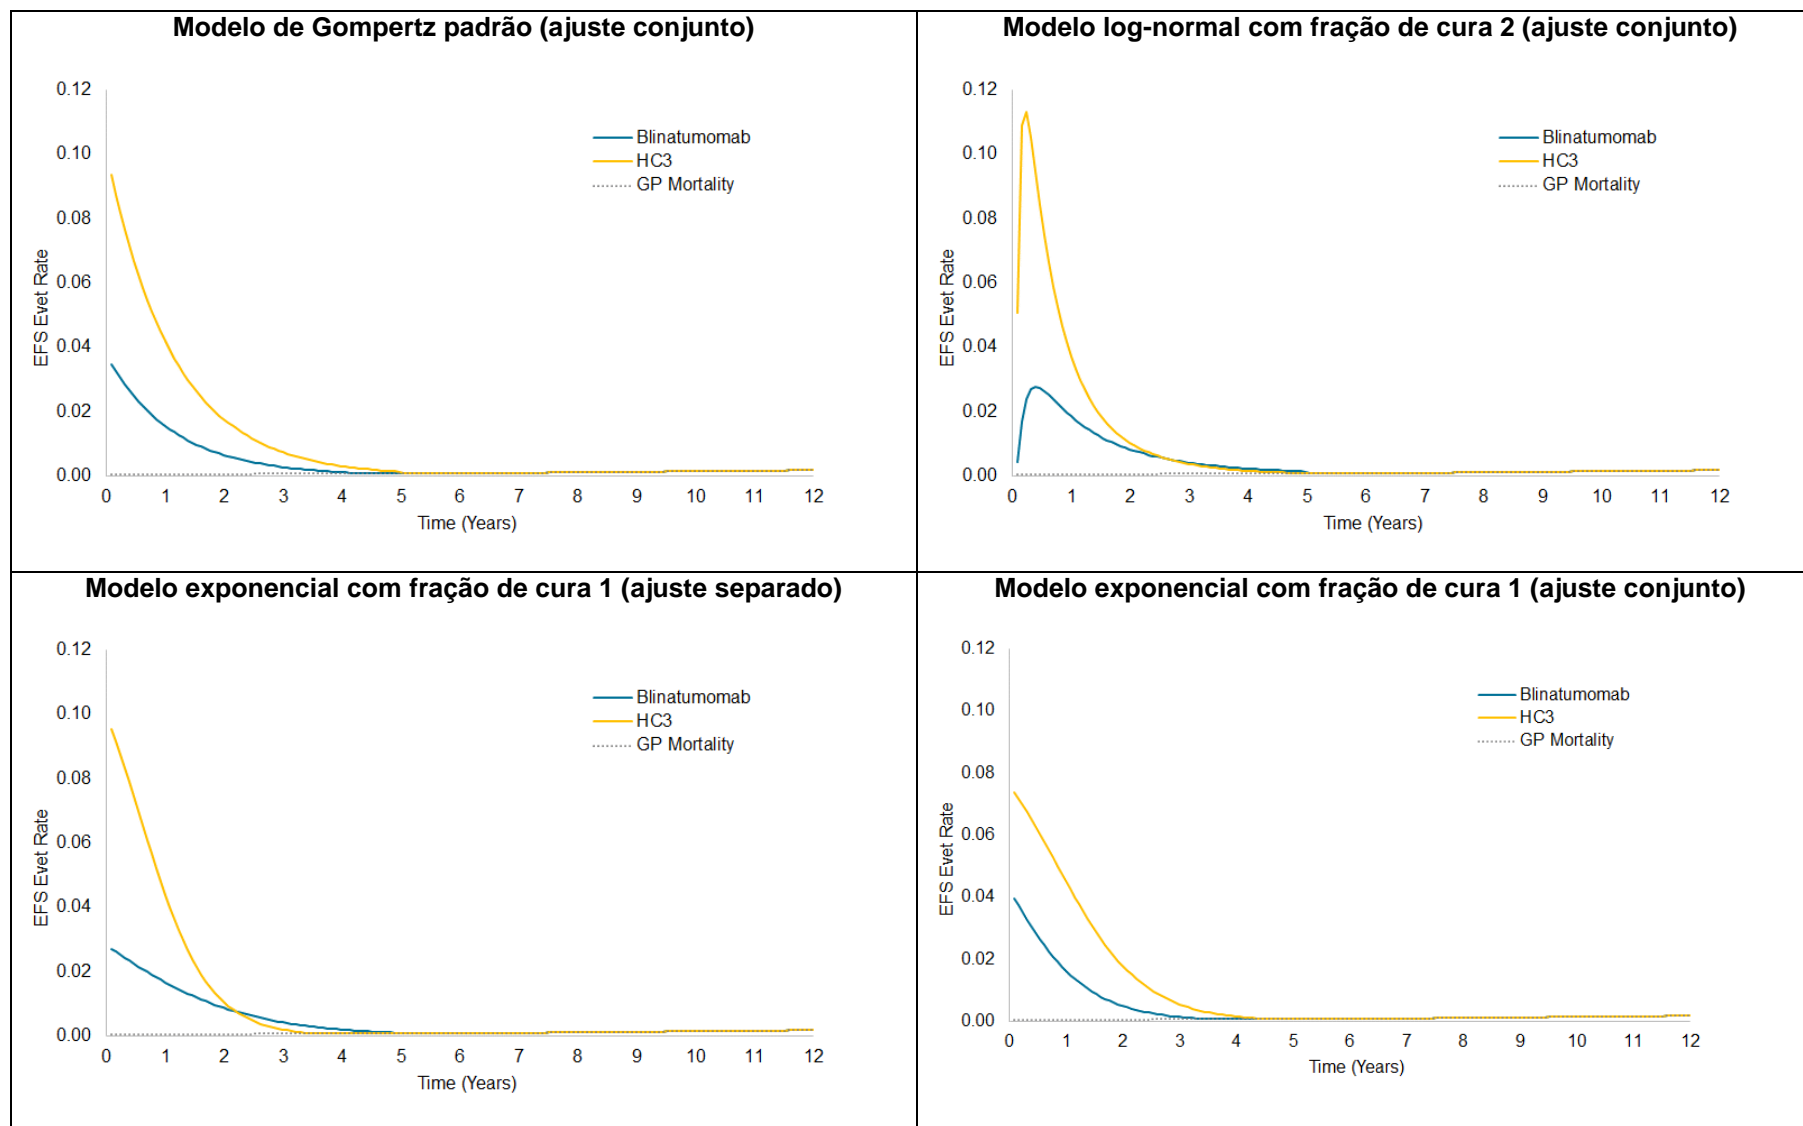 Modelo de Gompertz padrão (ajuste conjunto)
0.12
0.10
0.08
0.06
0.04
0.02
0.00
EFS Evet Rate
Blinatumomab
HC3
GP Mortality
0 1 2 3 4 5 6 7 8 9 10 11 12
Time (Years)
Modelo log-normal com fração de cura 2 (ajuste conjunto)
0.12
0.10
0.08
0.06
0.04
0.02
0.00
EFS Evet Rate
Blinatumomab
HC3
GP Mortality
0 1 2 3 4 5 6 7 8 9 10 11 12
Time (Years)
Modelo exponencial com fração de cura 1 (ajuste separado)
0.12
0.10
0.08
0.06
0.04
0.02
0.00
EFS Evet Rate
Blinatumomab
HC3
GP Mortality
0 1 2 3 4 5 6 7 8 9 10 11 12
Time (Years)
Modelo exponencial com fração de cura 1 (ajuste conjunto)
0.12
0.10
0.08
0.06
0.04
0.02
0.00
EFS Evet Rate
Blinatumomab
HC3
GP Mortality
0 1 2 3 4 5 6 7 8 9 10 11 12
Time (Years)